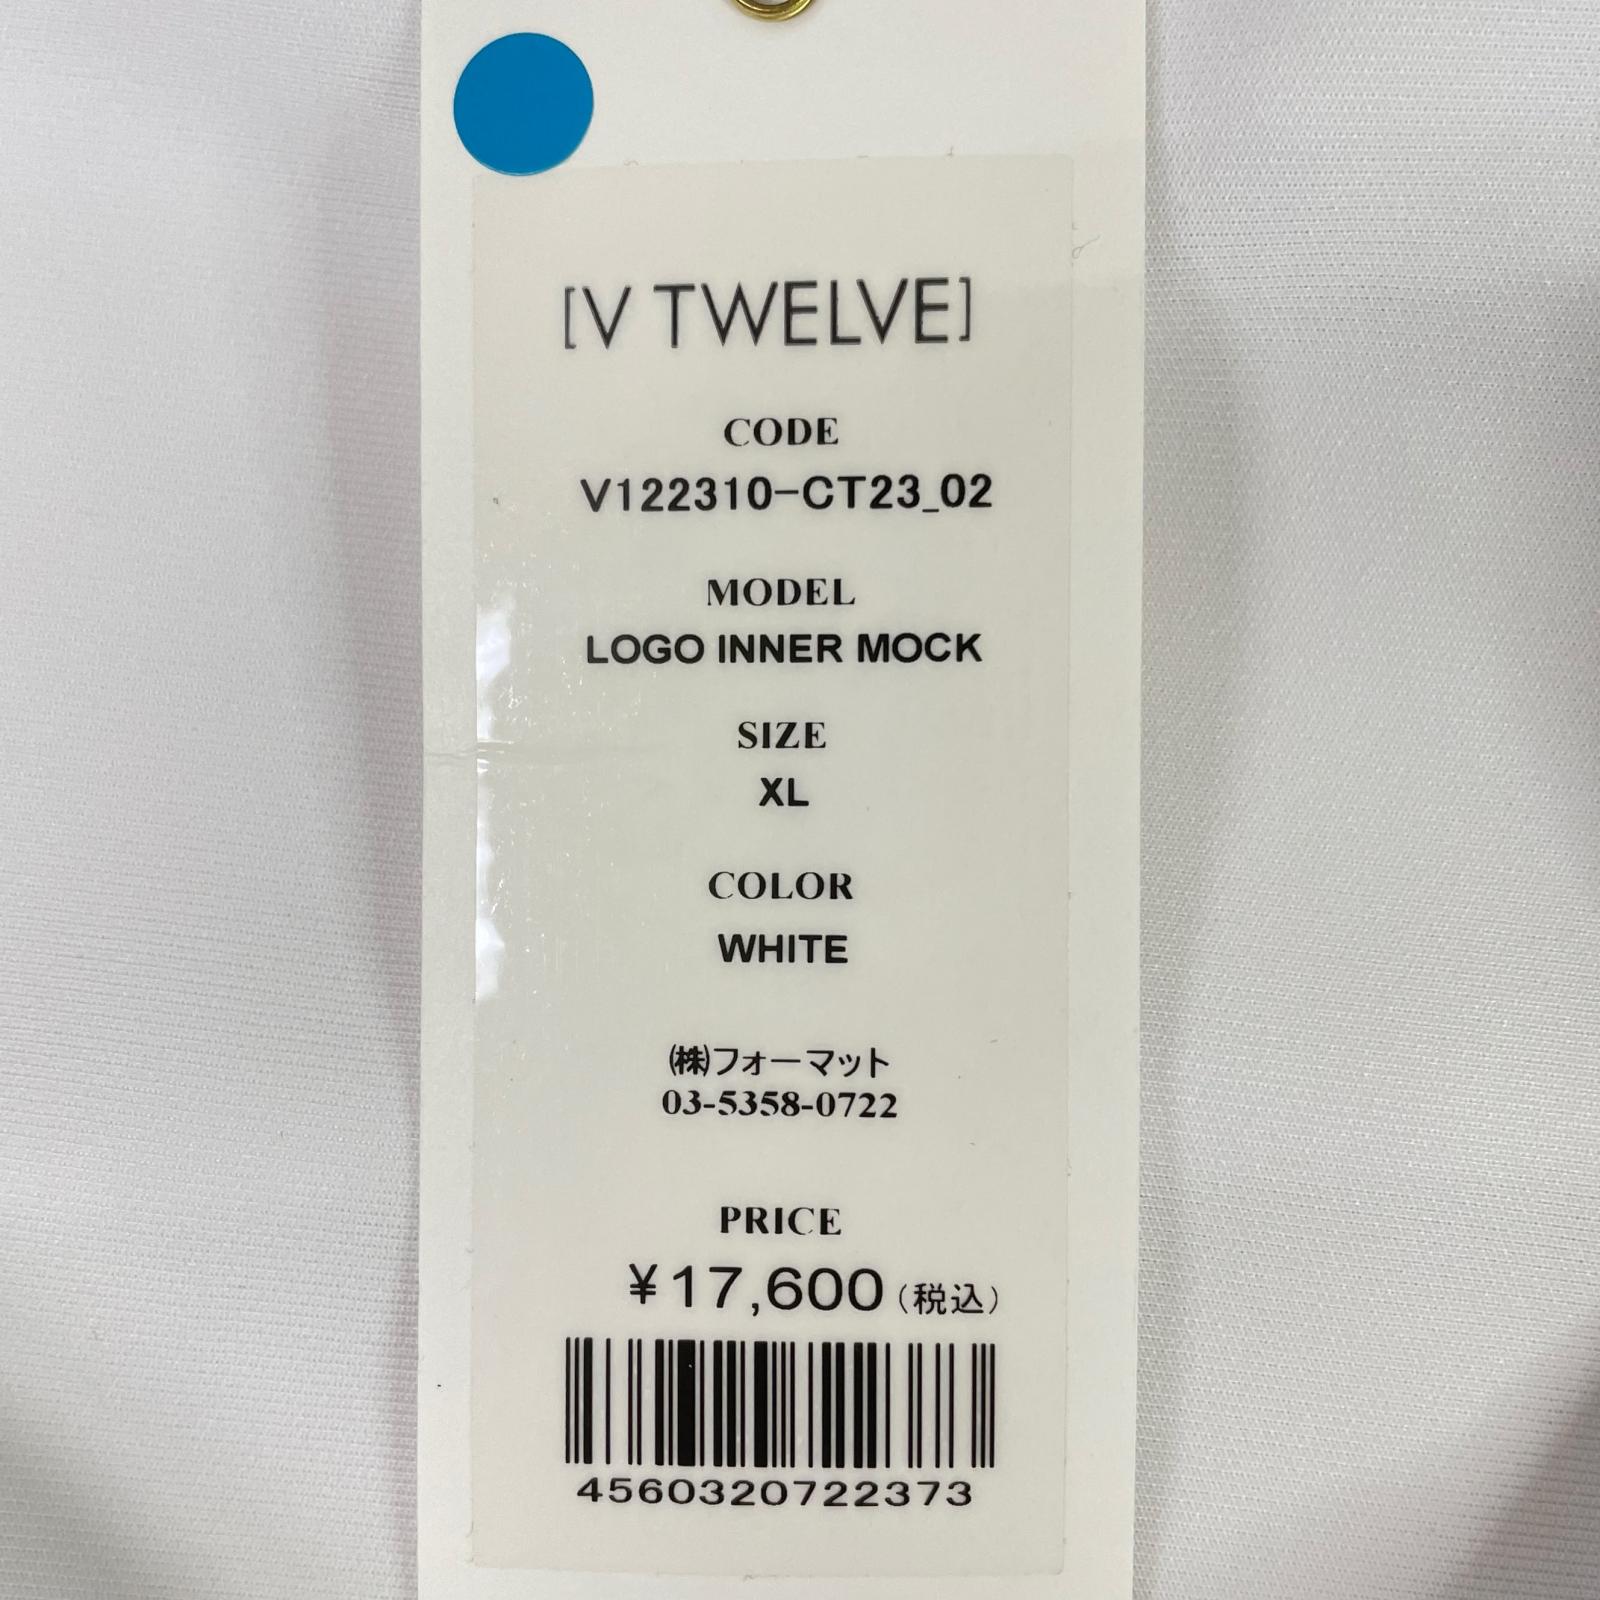 [V TWELVE]
CODE
V122310-CT23_02
MODEL
LOGO INNER MOCK
SIZE
XL
COLOR
WHITE
㈱フォーマット
03-5358-0722
PRICE
¥17,600(税込)
4560320722373